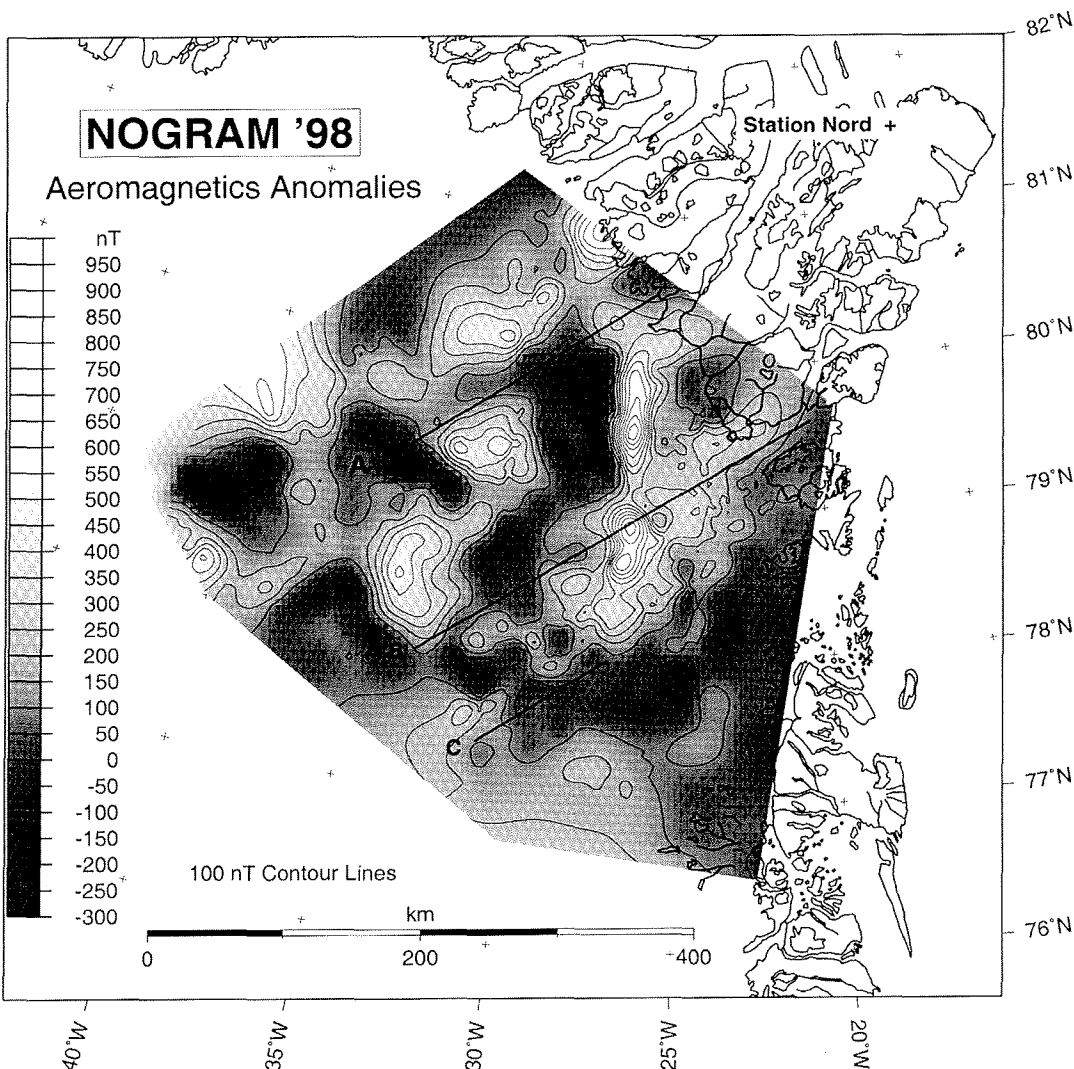 82°N
Station Nord +
NOGRAM '98
Aeromagnetics Anomalies
81°N
nT
950
900
850
800
750
700
650
600
550
500
450
400
350
300
250
200
150
100
50
0
-50
-100
-150
-200
-250
-300
80°N
A
79°N
78°N
C
77°N
100 nT Contour Lines
76°N
km
0 200 400
40°W 35°W 30°W 25°W 20°W